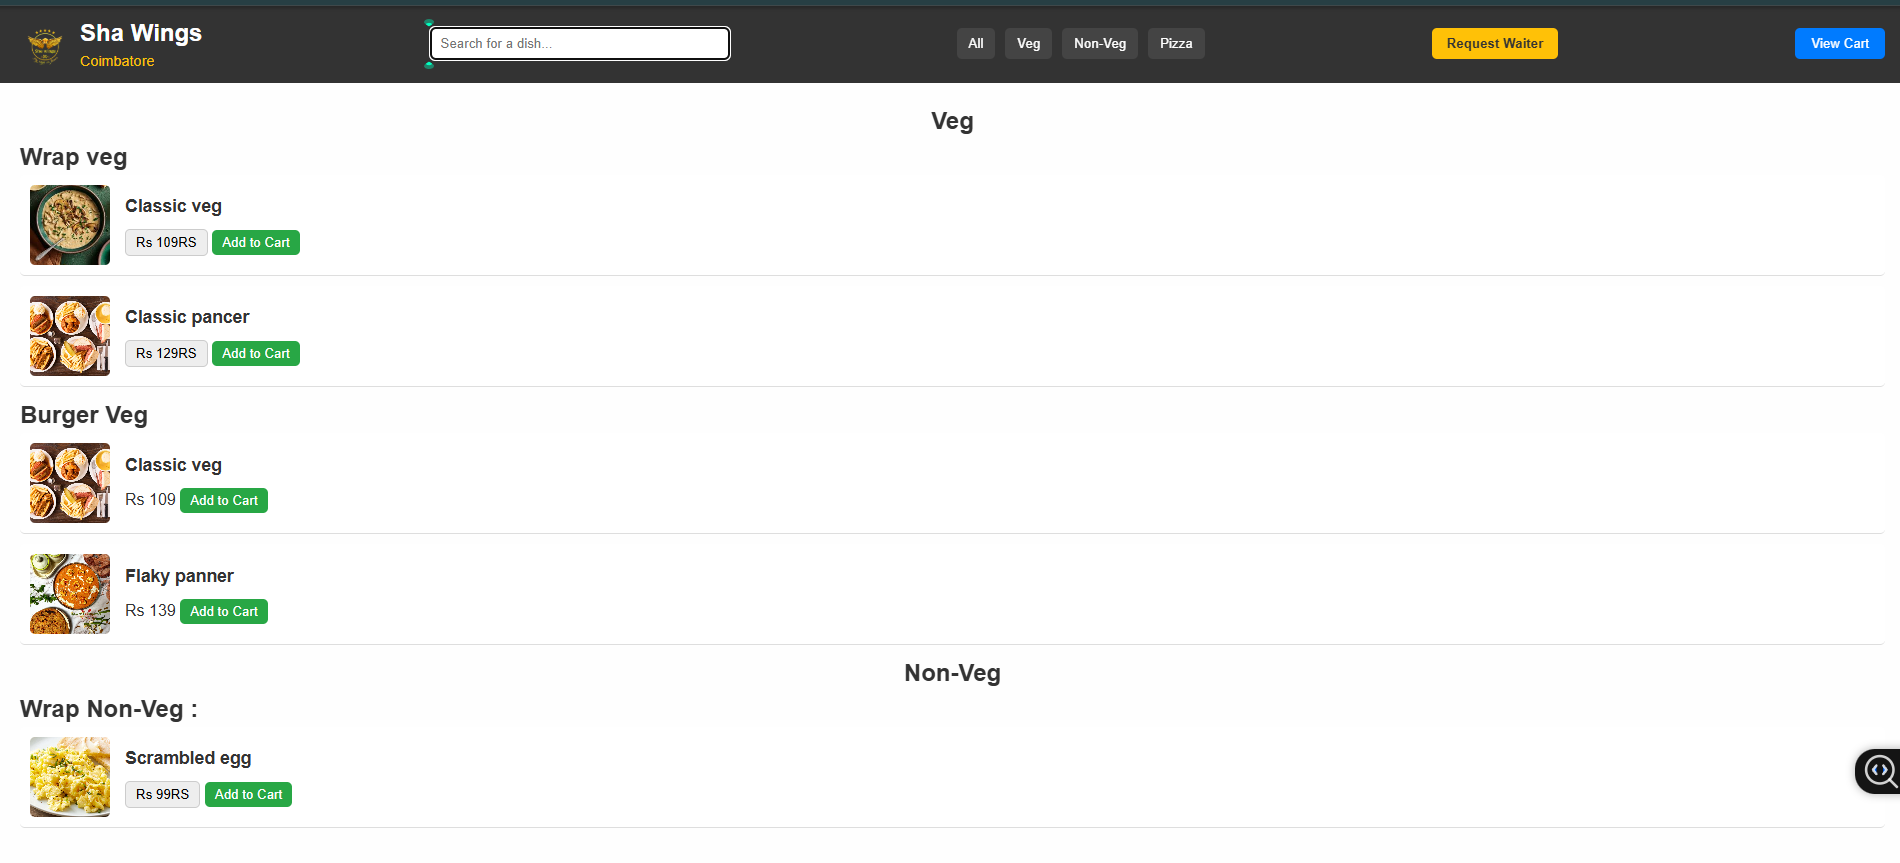 Sha Wings
Coimbatore
Search for a dish...
All Veg Non-Veg Pizza
Request Waiter
View Cart
Veg
Wrap veg
Classic veg
Rs 109RS Add to Cart
Classic pancer
Rs 129RS Add to Cart
Burger Veg
Classic veg
Rs 109 Add to Cart
Flaky panner
Rs 139 Add to Cart
Non-Veg
Wrap Non-Veg :
Scrambled egg
Rs 99RS Add to Cart